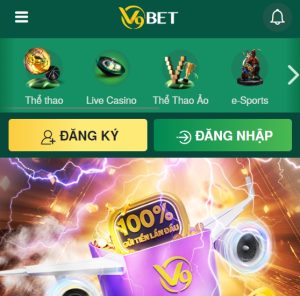 V9BET
Thể thao
Live Casino
Thể Thao Ảo
e-Sports
ĐĂNG KÝ
ĐĂNG NHẬP
100%
GỬI TIỀN LẦN ĐẦU
V9